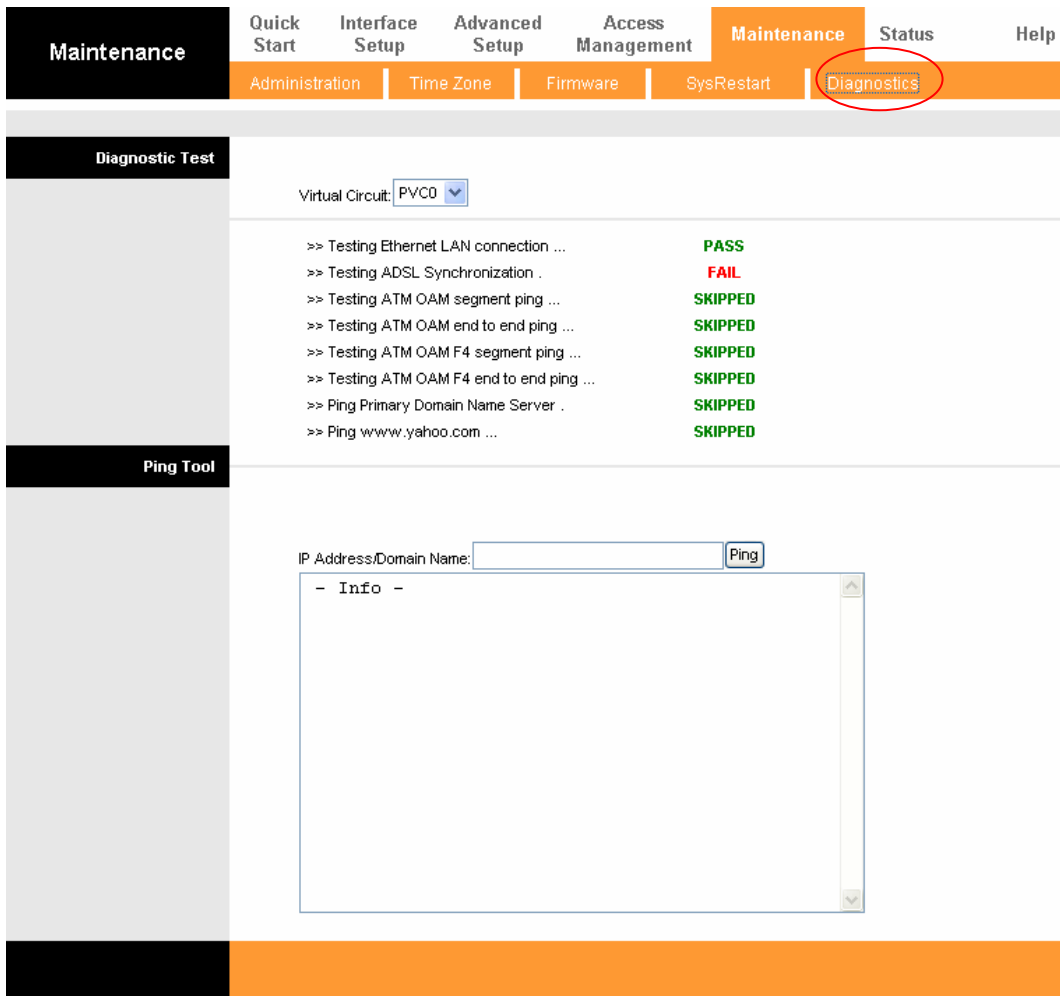 Maintenance
Quick Start
Interface Setup
Advanced Setup
Access Management
Maintenance
Status
Help
Administration
Time Zone
Firmware
SysRestart
Diagnostics
Diagnostic Test
Virtual Circuit: PVC0
>> Testing Ethernet LAN connection ... PASS
>> Testing ADSL Synchronization . FAIL
>> Testing ATM OAM segment ping ... SKIPPED
>> Testing ATM OAM end to end ping ... SKIPPED
>> Testing ATM OAM F4 segment ping ... SKIPPED
>> Testing ATM OAM F4 end to end ping ... SKIPPED
>> Ping Primary Domain Name Server . SKIPPED
>> Ping www.yahoo.com ... SKIPPED
Ping Tool
IP Address/Domain Name: Ping
- Info -